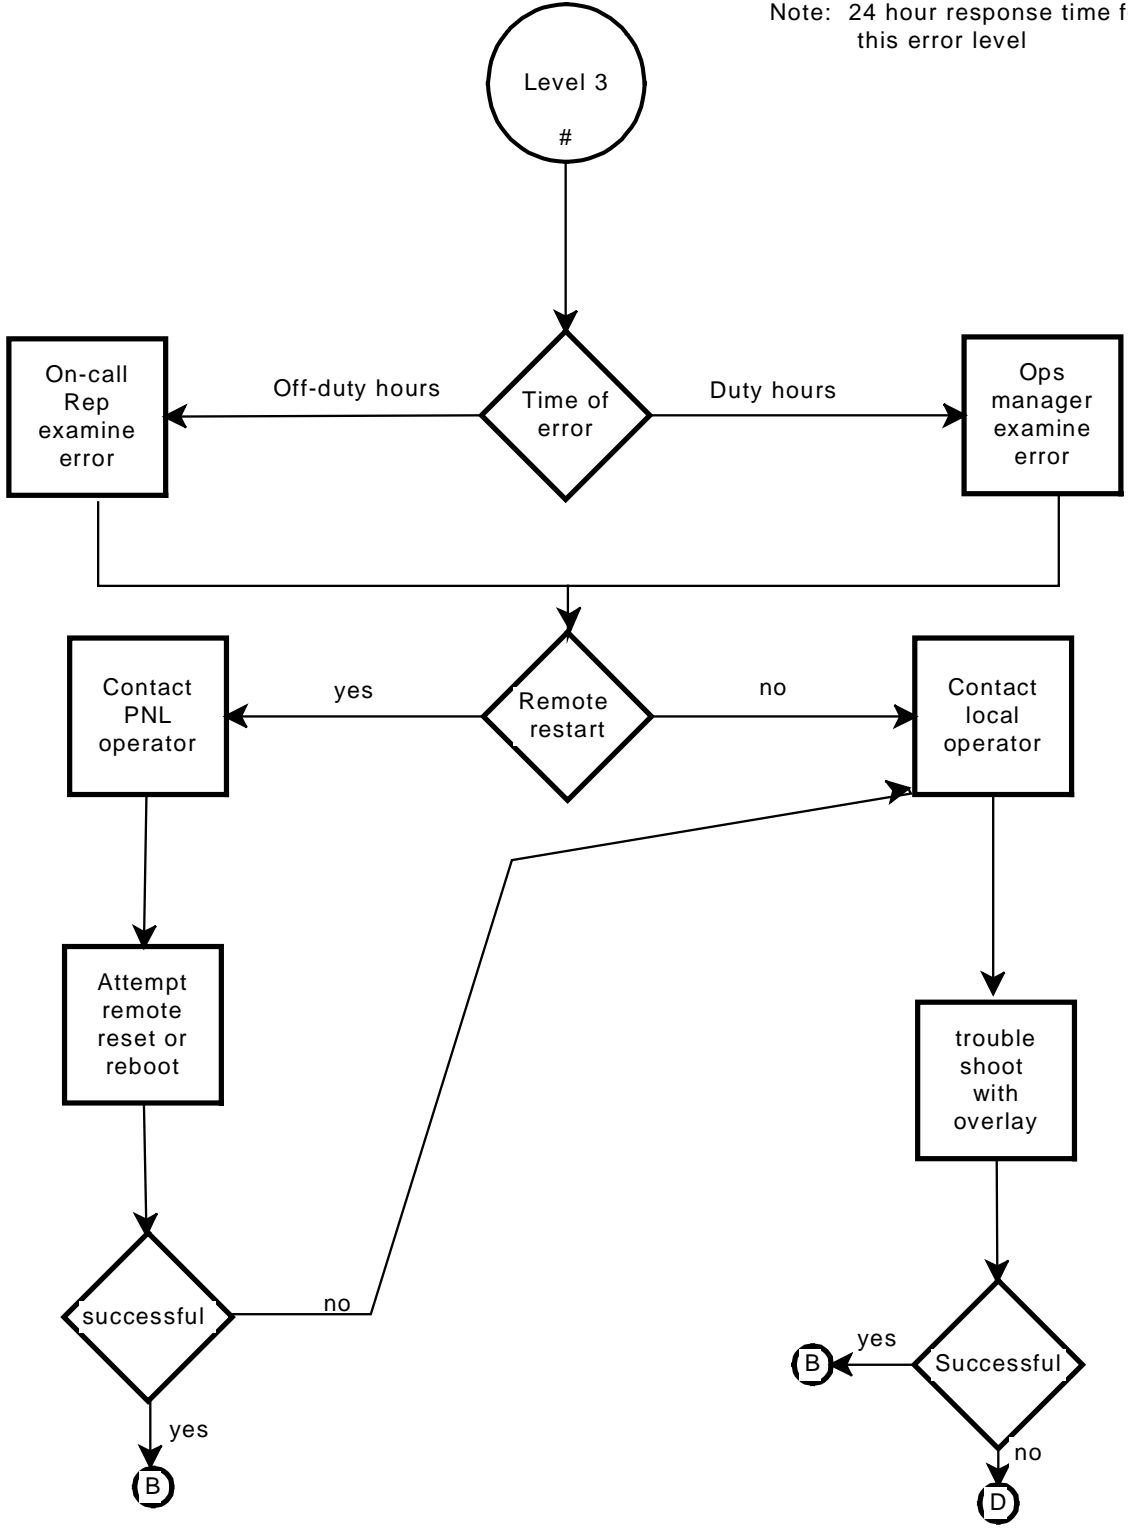 Note: 24 hour response time f
this error level
Level 3
#
Off-duty hours
Duty hours
On-call
Rep
examine
error
Time of
error
Ops
manager
examine
error
yes
no
Contact
PNL
operator
Remote
restart
Contact
local
operator
Attempt
remote
reset or
reboot
trouble
shoot
with
overlay
successful
no
yes
B
Successful
yes
B
no
D